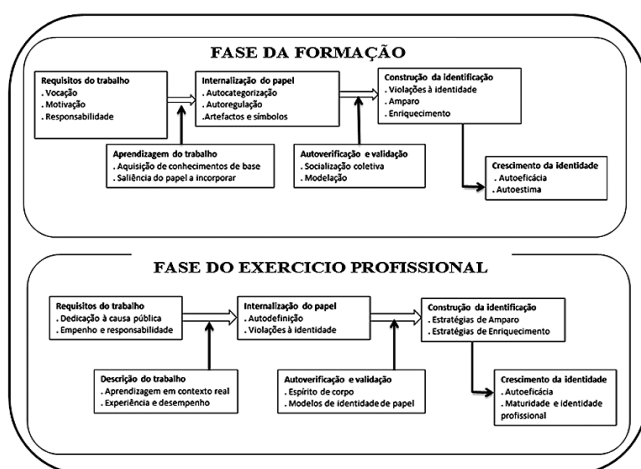 FASE DA FORMAÇÃO
Requisitos do trabalho
. Vocação
. Motivação
. Responsabilidade
Internalização do papel
. Autocategorização
. Autoregulação
. Artefactos e símbolos
Construção da identificação
. Violações à identidade
. Amparo
. Enriquecimento
Aprendizagem do trabalho
. Aquisição de conhecimentos de base
. Saliência do papel a incorporar
Autoverificação e validação
. Socialização coletiva
. Modelação
Crescimento da identidade
. Autoeficácia
. Autoestima
FASE DO EXERCICIO PROFISSIONAL
Requisitos do trabalho
. Dedicação à causa pública
. Empenho e responsabilidade
Internalização do papel
. Autodefinição
. Violações à identidade
Construção da identificação
. Estratégias de Amparo
. Estratégias de Enriquecimento
Descrição do trabalho
. Aprendizagem em contexto real
. Experiência e desempenho
Autoverificação e validação
. Espírito de corpo
. Modelos de identidade de papel
Crescimento da identidade
. Autoeficácia
. Maturidade e identidade
profissional